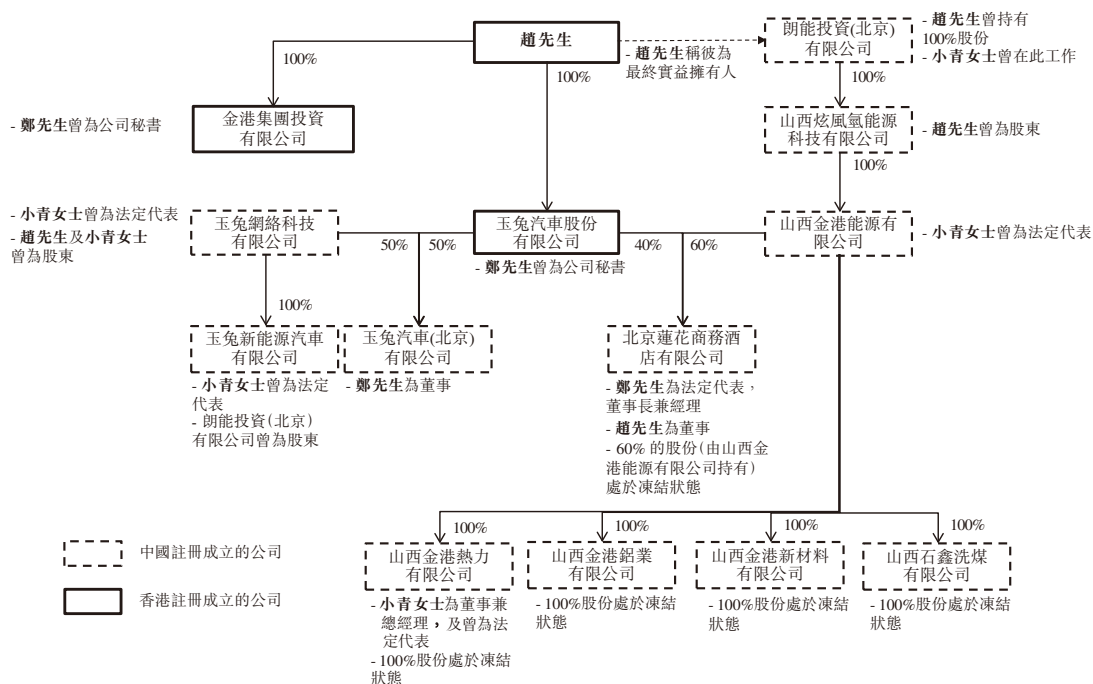 趙先生
100%
100%
- 趙先生稱彼為
最終實益擁有人
朗能投資(北京)
有限公司
- 趙先生曾持有
100%股份
- 小青女士曾在此工作
100%
- 鄭先生曾為公司秘書
金港集團投資
有限公司
山西炫風氫能源
科技有限公司
- 趙先生曾為股東
100%
- 小青女士曾為法定代表
- 趙先生及小青女士
曾為股東
玉兔網絡科技
有限公司
50%
50%
玉兔汽車股份
有限公司
- 鄭先生曾為公司秘書
40%
60%
山西金港能源有
限公司
- 小青女士曾為法定代表
100%
玉兔新能源汽車
有限公司
- 小青女士曾為法定
代表
- 朗能投資(北京)
有限公司曾為股東
玉兔汽車(北京)
有限公司
- 鄭先生為董事
北京蓮花商務酒
店有限公司
- 鄭先生為法定代表，
董事長兼經理
- 趙先生為董事
- 60% 的股份(由山西金
港能源有限公司持有)
處於凍結狀態
100%
100%
100%
100%
山西金港熱力
有限公司
- 小青女士為董事兼
總經理，及曾為法
定代表
- 100%股份處於凍結
狀態
山西金港鋁業
有限公司
- 100%股份處於凍結
狀態
山西金港新材料
有限公司
- 100%股份處於凍結
狀態
山西石鑫洗煤
有限公司
- 100%股份處於凍結
狀態
中國註冊成立的公司
香港註冊成立的公司